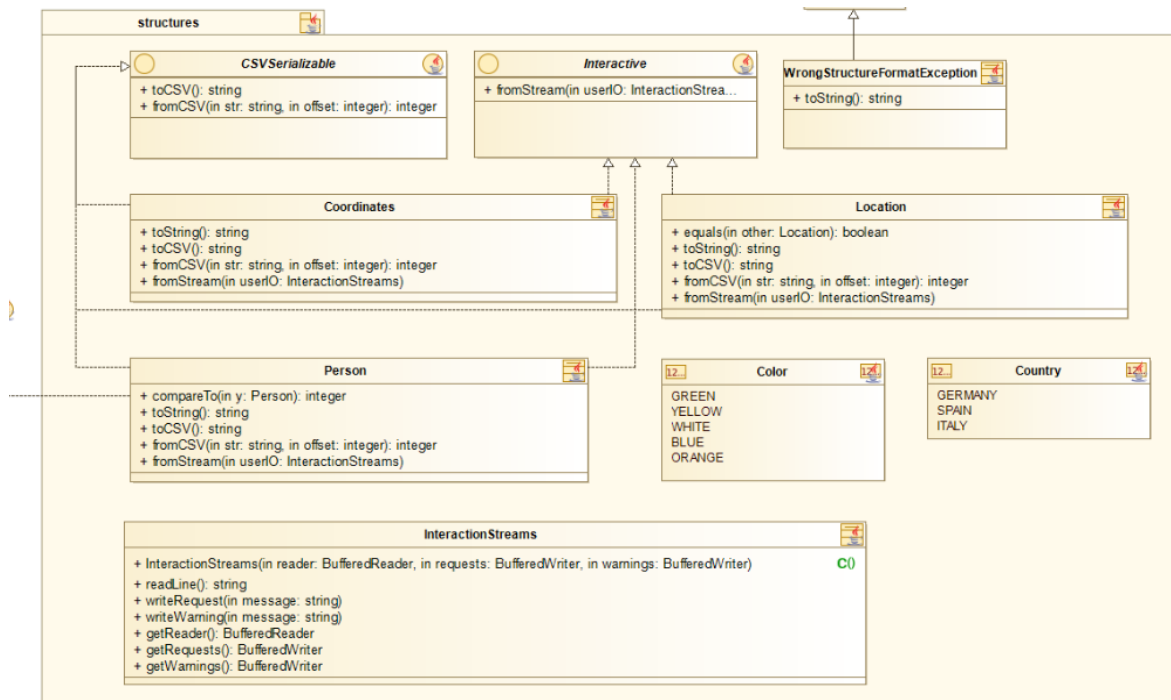 structures
CSVSerializable
+ toCSV(): string
+ fromCSV(in str: string, in offset: integer): integer
Interactive
+ fromStream(in userIO: InteractionStrea...
WrongStructureFormatException
+ toString(): string
Coordinates
+ toString(): string
+ toCSV(): string
+ fromCSV(in str: string, in offset: integer): integer
+ fromStream(in userIO: InteractionStreams)
Location
+ equals(in other: Location): boolean
+ toString(): string
+ toCSV(): string
+ fromCSV(in str: string, in offset: integer): integer
+ fromStream(in userIO: InteractionStreams)
Person
+ compareTo(in y: Person): integer
+ toString(): string
+ toCSV(): string
+ fromCSV(in str: string, in offset: integer): integer
+ fromStream(in userIO: InteractionStreams)
12... Color
GREEN
YELLOW
WHITE
BLUE
ORANGE
12... Country
GERMANY
SPAIN
ITALY
InteractionStreams
+ InteractionStreams(in reader: BufferedReader, in requests: BufferedWriter, in warnings: BufferedWriter) C()
+ readLine(): string
+ writeRequest(in message: string)
+ writeWarning(in message: string)
+ getReader(): BufferedReader
+ getRequests(): BufferedWriter
+ getWarnings(): BufferedWriter